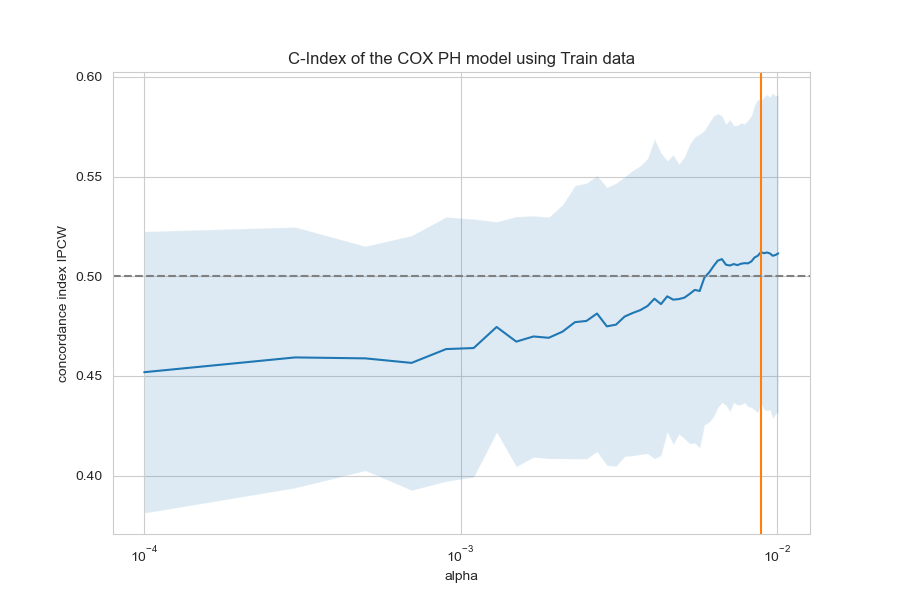 C-Index of the COX PH model using Train data
concordance index IPCW
0.60
0.55
0.50
0.45
0.40
10⁻⁴
10⁻³
10⁻²
alpha